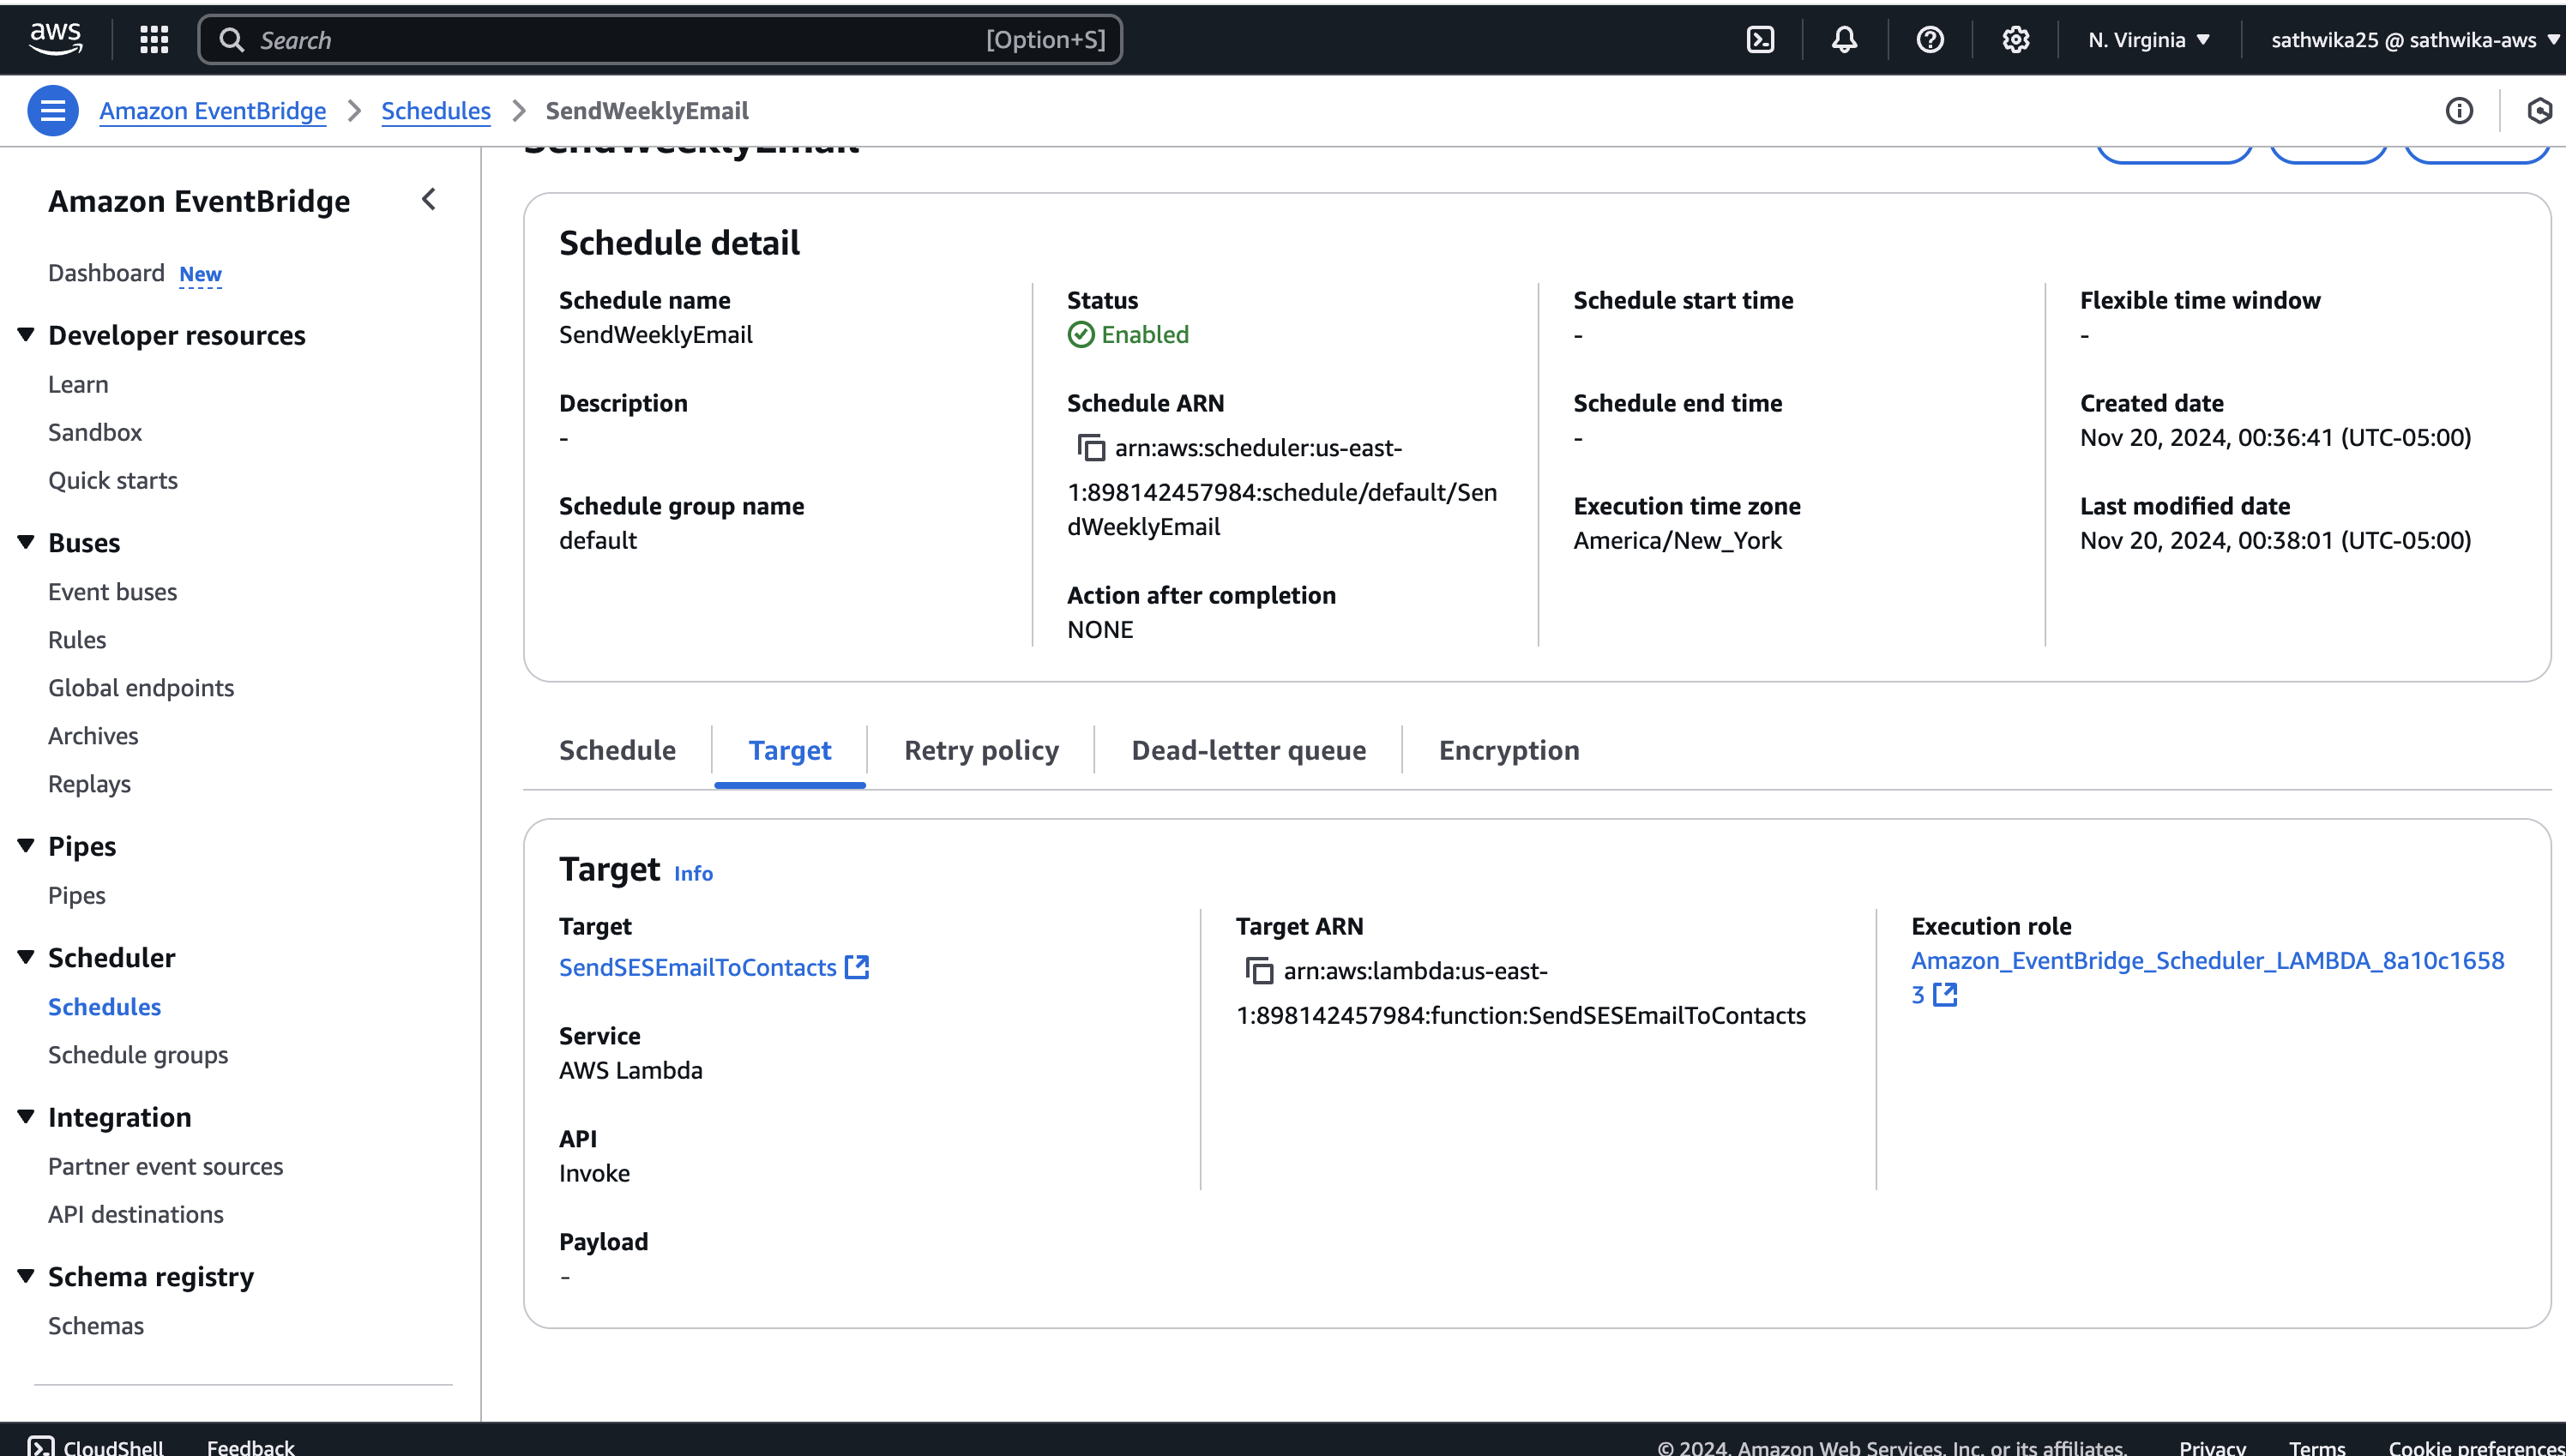 aws
Search
[Option+S]
N. Virginia
sathwika25 @ sathwika-aws
Amazon EventBridge
Schedules
SendWeeklyEmail
SendWeeklyEmail
Amazon EventBridge
Dashboard New
Developer resources
Learn
Sandbox
Quick starts
Buses
Event buses
Rules
Global endpoints
Archives
Replays
Pipes
Pipes
Scheduler
Schedules
Schedule groups
Integration
Partner event sources
API destinations
Schema registry
Schemas
Schedule detail
Schedule name
SendWeeklyEmail
Description
-
Schedule group name
default
Status
Enabled
Schedule ARN
arn:aws:scheduler:us-east-
1:898142457984:schedule/default/Sen
dWeeklyEmail
Action after completion
NONE
Schedule start time
-
Schedule end time
-
Execution time zone
America/New_York
Flexible time window
-
Created date
Nov 20, 2024, 00:36:41 (UTC-05:00)
Last modified date
Nov 20, 2024, 00:38:01 (UTC-05:00)
Schedule
Target
Retry policy
Dead-letter queue
Encryption
Target Info
Target
SendSESEmailToContacts
Service
AWS Lambda
API
Invoke
Payload
-
Target ARN
arn:aws:lambda:us-east-
1:898142457984:function:SendSESEmailToContacts
Execution role
Amazon_EventBridge_Scheduler_LAMBDA_8a10c1658
3
CloudShell
Feedback
© 2024, Amazon Web Services, Inc. or its affiliates.
Privacy
Terms
Cookie preferences